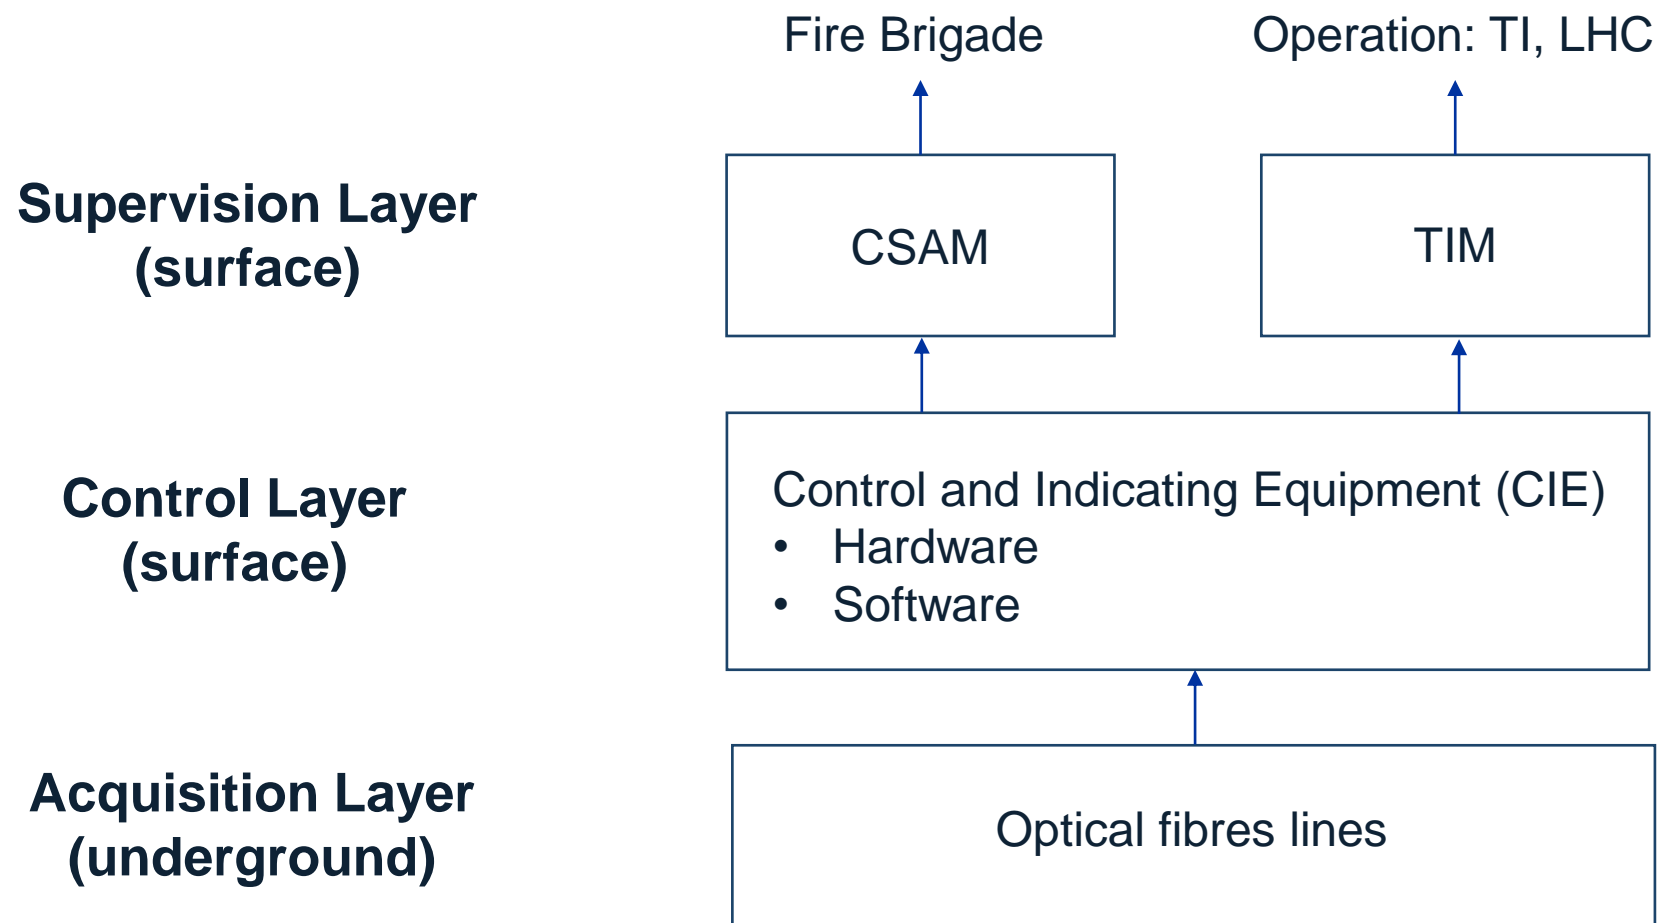 Fire Brigade
Operation: TI, LHC
Supervision Layer
(surface)
CSAM
TIM
Control Layer
(surface)
Control and Indicating Equipment (CIE)
• Hardware
• Software
Acquisition Layer
(underground)
Optical fibres lines